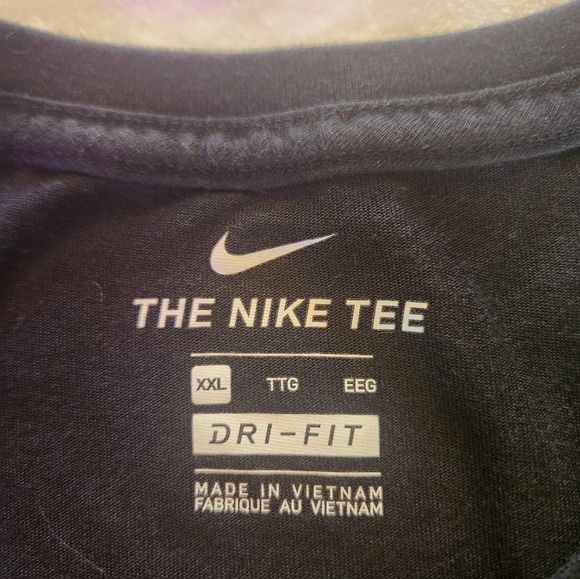 THE NIKE TEE
XXL TTG EEG
DRI-FIT
MADE IN VIETNAM
FABRIQUE AU VIETNAM